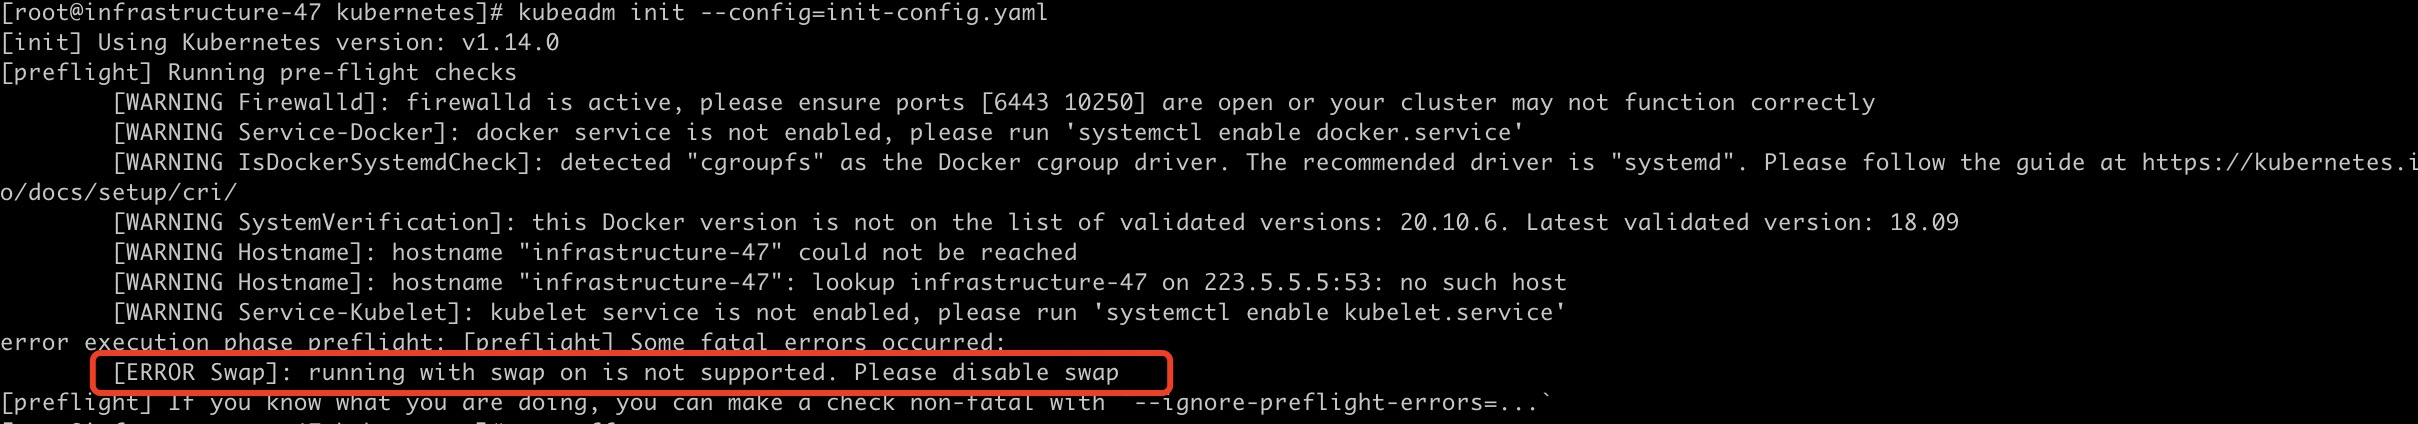 [root@infrastructure-47 kubernetes]# kubeadm init --config=init-config.yaml
[init] Using Kubernetes version: v1.14.0
[preflight] Running pre-flight checks
[WARNING Firewalld]: firewalld is active, please ensure ports [6443 10250] are open or your cluster may not function correctly
[WARNING Service-Docker]: docker service is not enabled, please run 'systemctl enable docker.service'
[WARNING IsDockerSystemdCheck]: detected "cgroupfs" as the Docker cgroup driver. The recommended driver is "systemd". Please follow the guide at https://kubernetes.i
o/docs/setup/cri/
[WARNING SystemVerification]: this Docker version is not on the list of validated versions: 20.10.6. Latest validated version: 18.09
[WARNING Hostname]: hostname "infrastructure-47" could not be reached
[WARNING Hostname]: hostname "infrastructure-47": lookup infrastructure-47 on 223.5.5.5:53: no such host
[WARNING Service-Kubelet]: kubelet service is not enabled, please run 'systemctl enable kubelet.service'
error execution phase preflight: [preflight] Some fatal errors occurred:
[ERROR Swap]: running with swap on is not supported. Please disable swap
[preflight] If you know what you are doing, you can make a check non-fatal with `--ignore-preflight-errors=...`